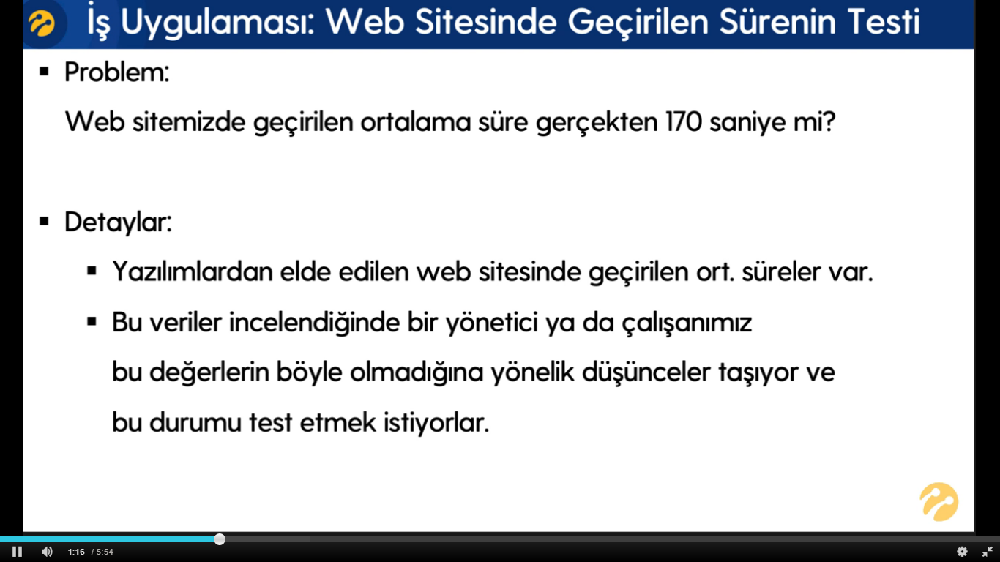 İş Uygulaması: Web Sitesinde Geçirilen Sürenin Testi
▪ Problem:
Web sitemizde geçirilen ortalama süre gerçekten 170 saniye mi?
▪ Detaylar:
▪ Yazılımlardan elde edilen web sitesinde geçirilen ort. süreler var.
▪ Bu veriler incelendiğinde bir yönetici ya da çalışanımız
bu değerlerin böyle olmadığına yönelik düşünceler taşıyor ve
bu durumu test etmek istiyorlar.
1:16 / 5:54